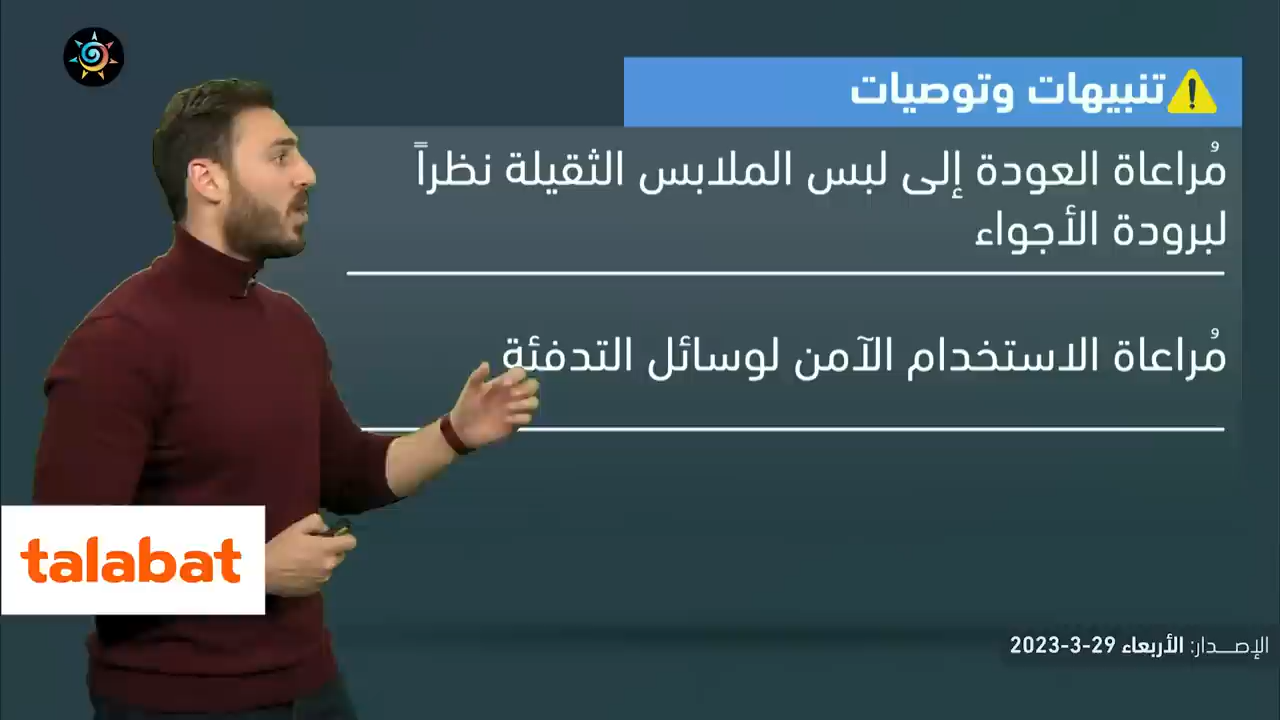 تنبيهات وتوصيات
مُراعاة العودة إلى لبس الملابس الثقيلة نظراً
لبرودة الأجواء
مُراعاة الاستخدام الآمن لوسائل التدفئة
talabat
الإصـــدار: الأربعاء 29-3-2023